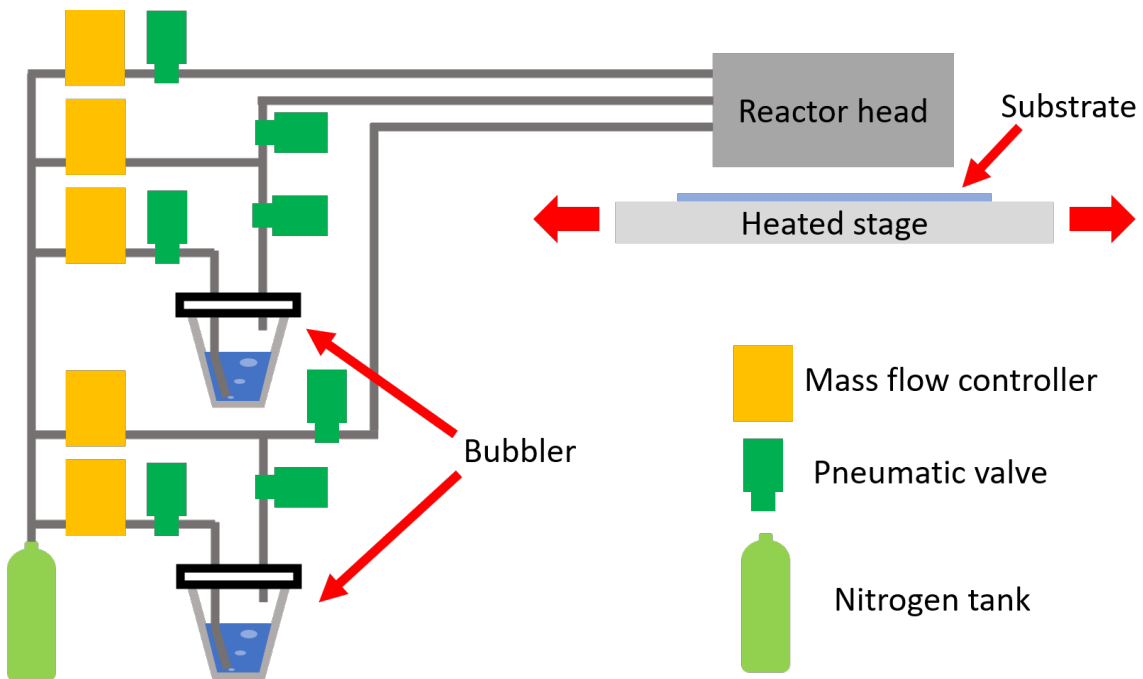 Reactor head
Substrate
Heated stage
Mass flow controller
Bubbler
Pneumatic valve
Nitrogen tank